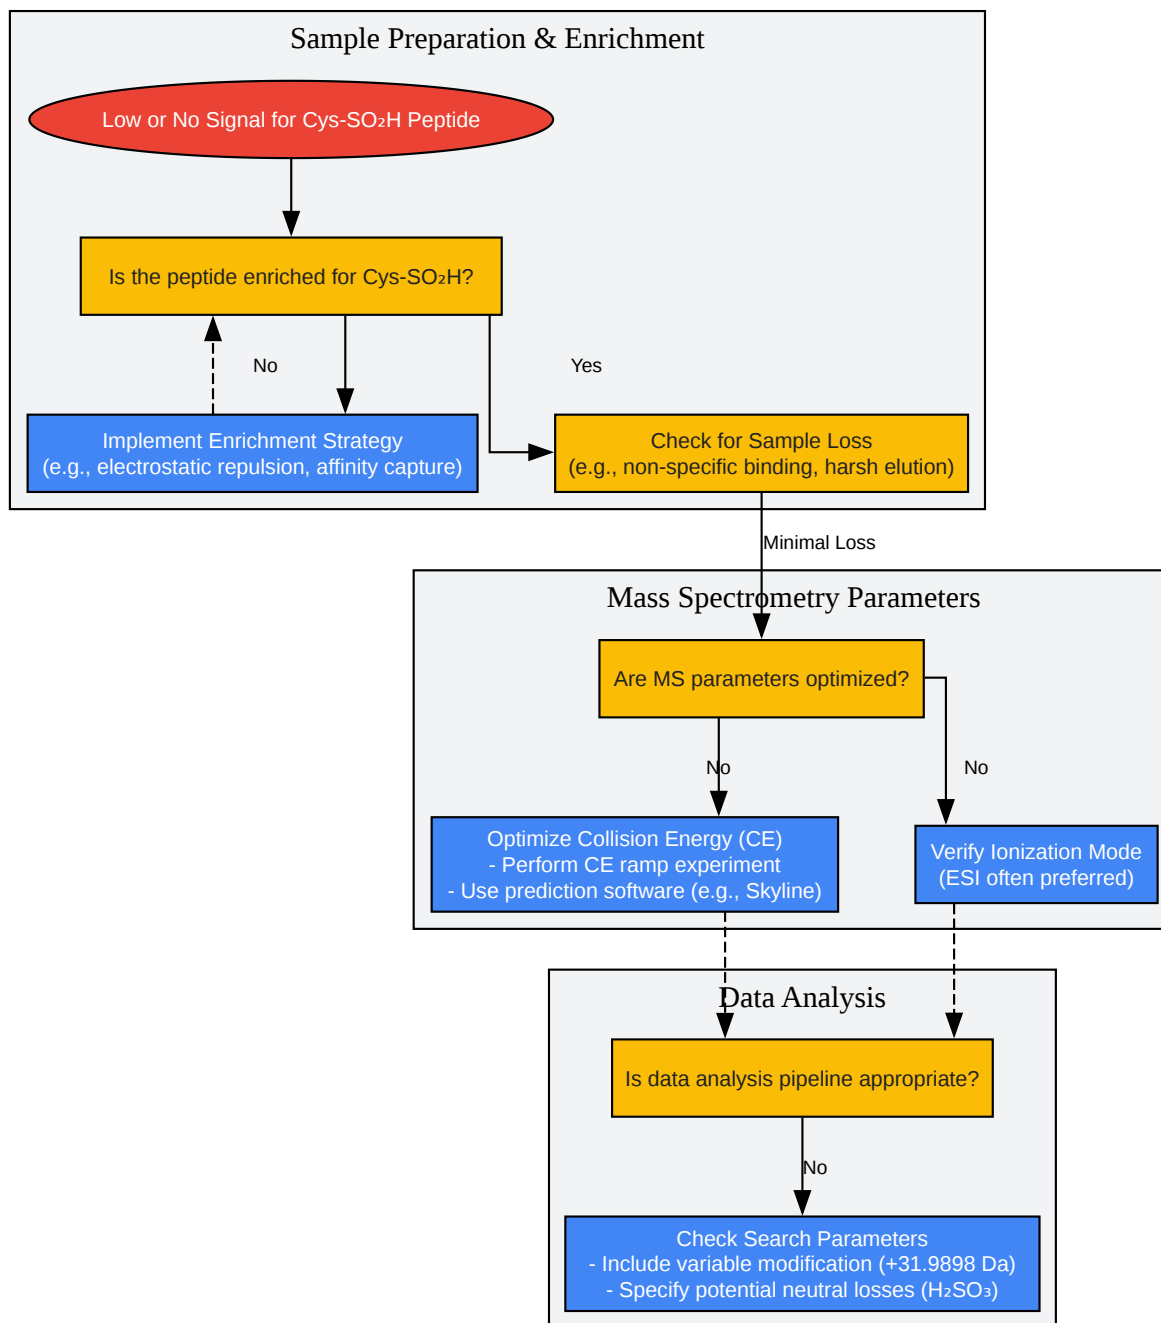 Sample Preparation & Enrichment
Low or No Signal for Cys-SO₂H Peptide
Is the peptide enriched for Cys-SO₂H?
No
Yes
Implement Enrichment Strategy
(e.g., electrostatic repulsion, affinity capture)
Check for Sample Loss
(e.g., non-specific binding, harsh elution)
Minimal Loss
Mass Spectrometry Parameters
Are MS parameters optimized?
No
No
Optimize Collision Energy (CE)
- Perform CE ramp experiment
- Use prediction software (e.g., Skyline)
Verify Ionization Mode
(ESI often preferred)
Data Analysis
Is data analysis pipeline appropriate?
No
Check Search Parameters
- Include variable modification (+31.9898 Da)
- Specify potential neutral losses (H₂SO₃)